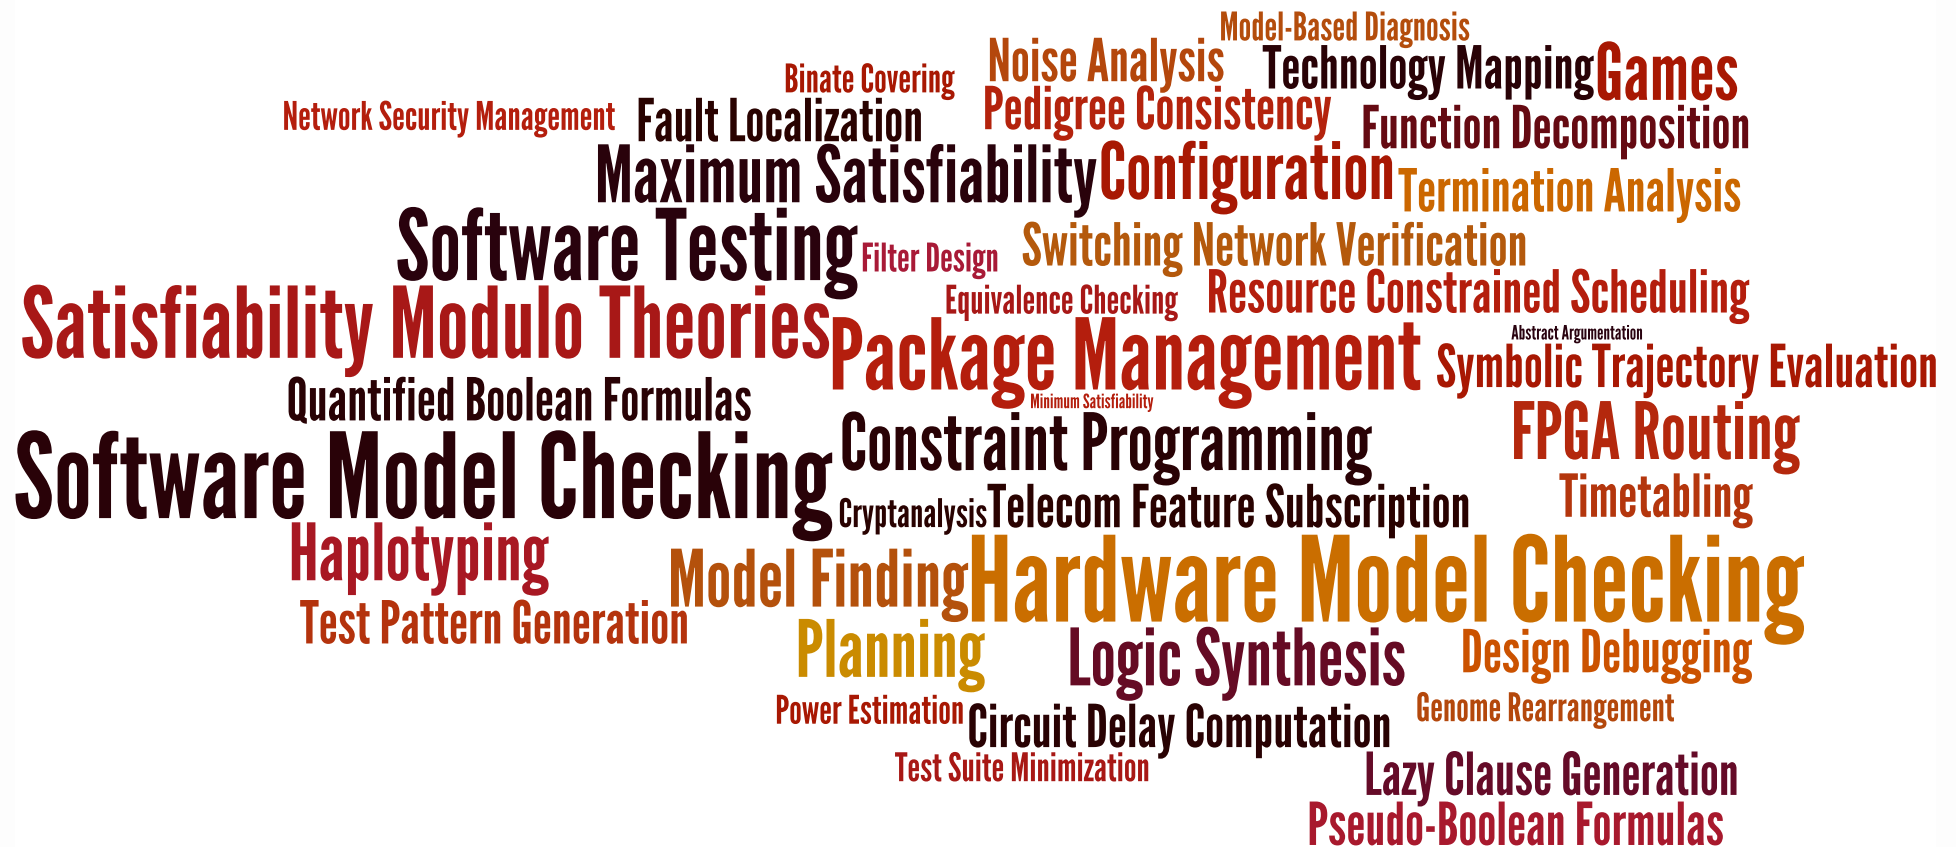 Model-Based Diagnosis
Noise Analysis
Technology Mapping
Games
Binate Covering
Pedigree Consistency
Network Security Management
Fault Localization
Function Decomposition
Maximum Satisfiability
Configuration
Termination Analysis
Software Testing
Filter Design
Switching Network Verification
Equivalence Checking
Resource Constrained Scheduling
Satisfiability Modulo Theories
Abstract Argumentation
Package Management
Symbolic Trajectory Evaluation
Quantified Boolean Formulas
Minimum Satisfiability
Constraint Programming
FPGA Routing
Software Model Checking
Timetabling
Cryptanalysis
Telecom Feature Subscription
Haplotyping
Model Finding
Hardware Model Checking
Test Pattern Generation
Planning
Logic Synthesis
Design Debugging
Power Estimation
Circuit Delay Computation
Genome Rearrangement
Test Suite Minimization
Lazy Clause Generation
Pseudo-Boolean Formulas